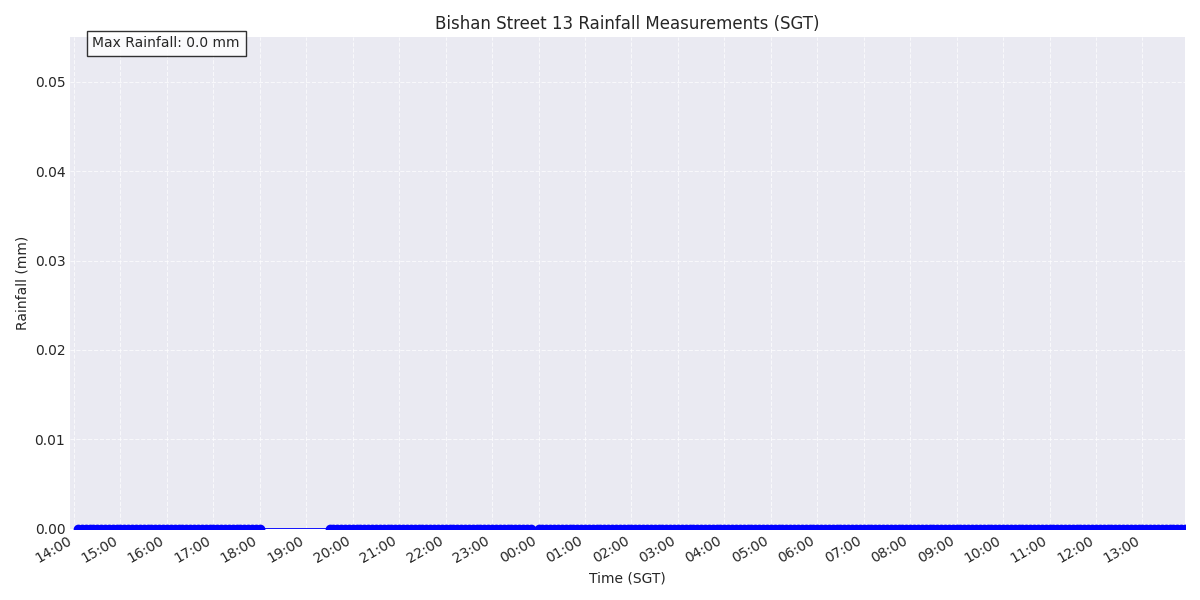 Bishan Street 13 Rainfall Measurements (SGT)
Max Rainfall: 0.0 mm
0.05
0.04
0.03
0.02
0.01
0.00
Rainfall (mm)
14:00 15:00 16:00 17:00 18:00 19:00 20:00 21:00 22:00 23:00 00:00 01:00 02:00 03:00 04:00 05:00 06:00 07:00 08:00 09:00 10:00 11:00 12:00 13:00
Time (SGT)